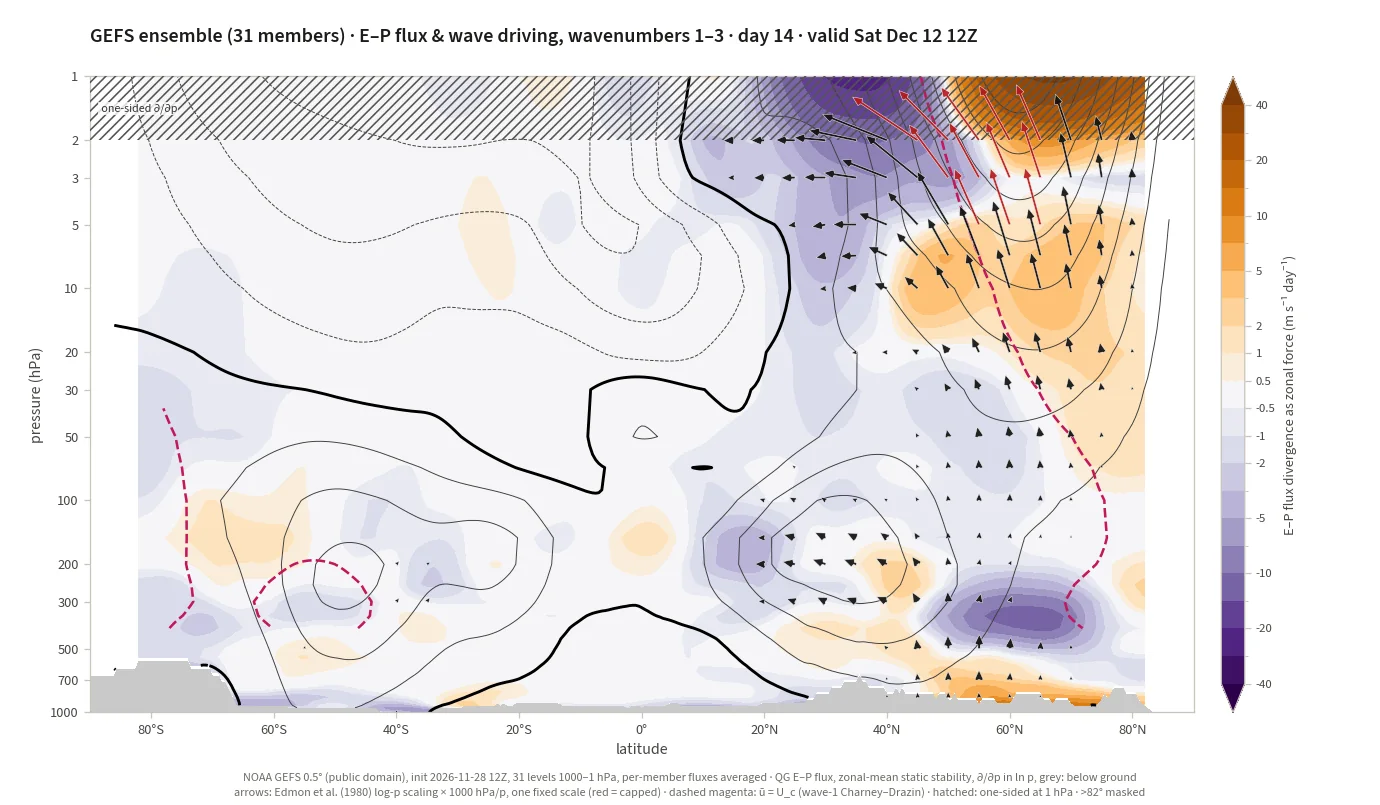 GEFS ensemble (31 members) · E–P flux & wave driving, wavenumbers 1–3 · day 14 · valid Sat Dec 12 12Z
one-sided ∂/∂p
pressure (hPa)
1
2
3
5
10
20
30
50
100
200
300
500
700
1000
80°S
60°S
40°S
20°S
0°
20°N
40°N
60°N
80°N
latitude
40
20
10
5
2
1
0.5
-0.5
-1
-2
-5
-10
-20
-40
E–P flux divergence as zonal force (m s⁻¹ day⁻¹)
NOAA GEFS 0.5° (public domain), init 2026-11-28 12Z, 31 levels 1000–1 hPa, per-member fluxes averaged · QG E–P flux, zonal-mean static stability, ∂/∂p in ln p, grey: below ground
arrows: Edmon et al. (1980) log-p scaling × 1000 hPa/p, one fixed scale (red = capped) · dashed magenta: ū = U_c (wave-1 Charney–Drazin) · hatched: one-sided at 1 hPa · >82° masked